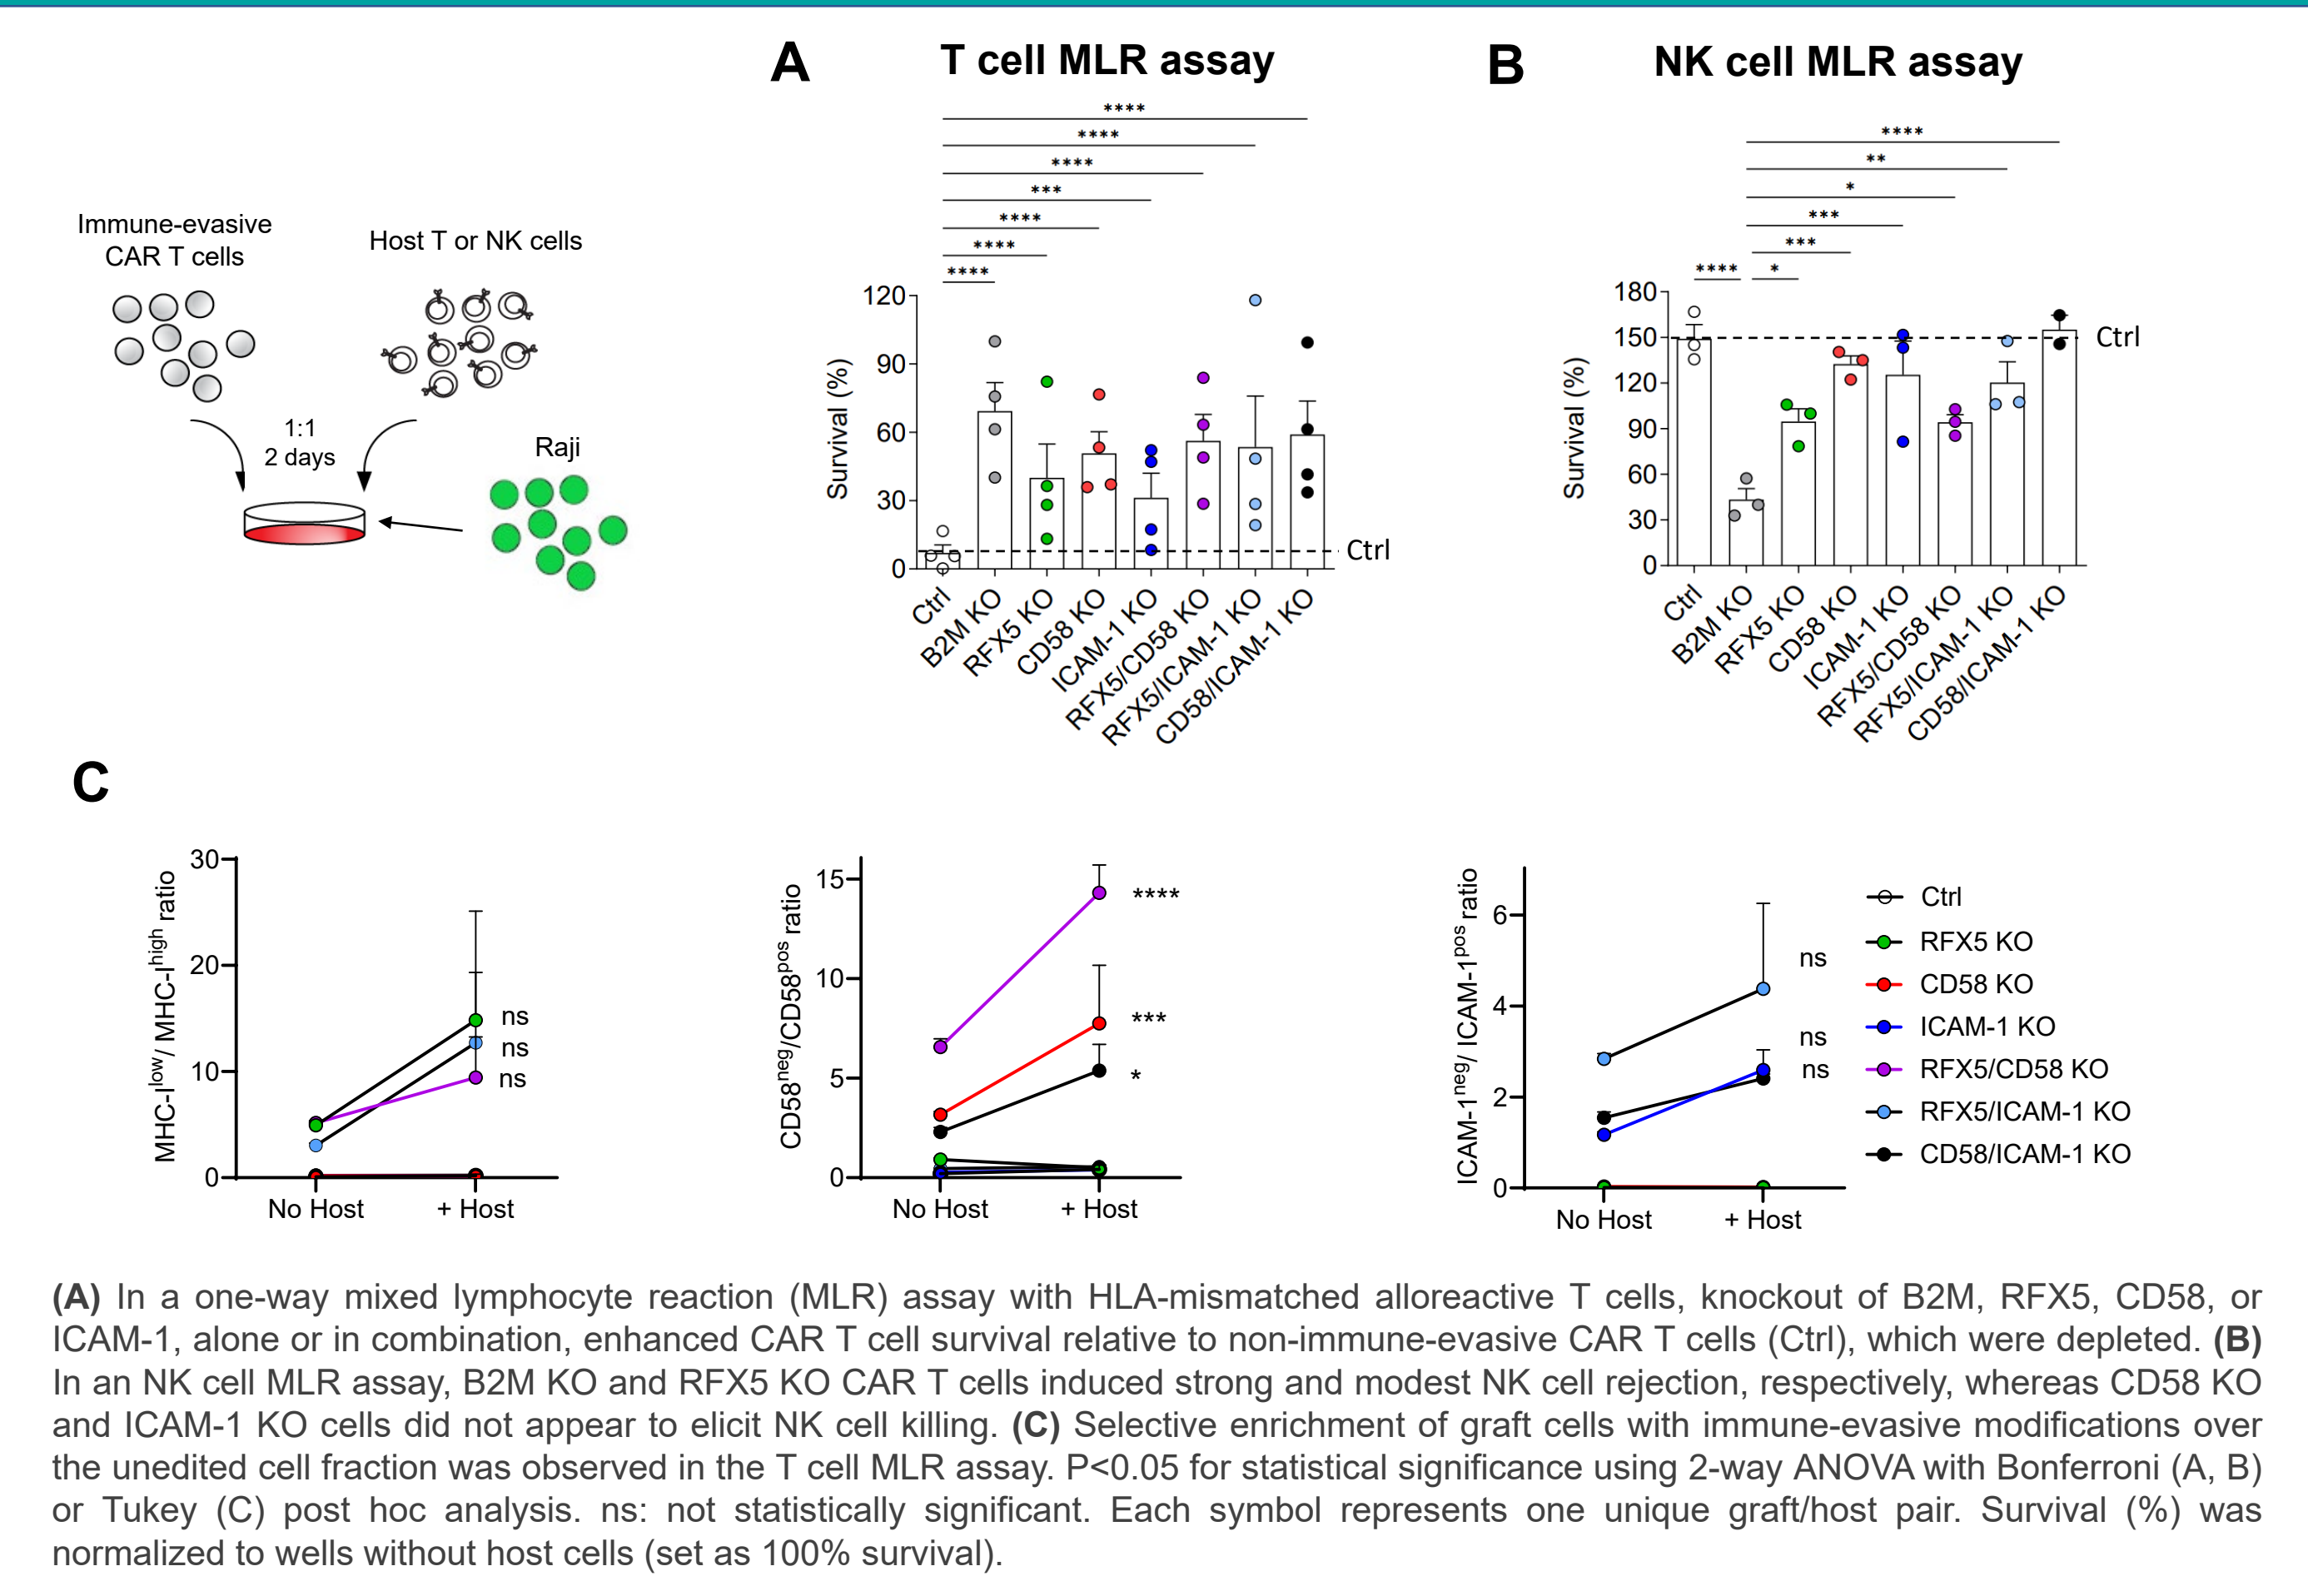 A
T cell MLR assay
B
NK cell MLR assay
Immune-evasive
CAR T cells
Host T or NK cells
1:1
2 days
Raji
****
****
****
***
****
****
****
Survival (%)
120
90
60
30
0
Ctrl
Ctrl
B2M KO
RFX5 KO
CD58 KO
ICAM-1 KO
RFX5/CD58 KO
RFX5/ICAM-1 KO
CD58/ICAM-1 KO
****
**
*
***
***
****
*
Survival (%)
180
150
120
90
60
30
0
Ctrl
Ctrl
B2M KO
RFX5 KO
CD58 KO
ICAM-1 KO
RFX5/CD58 KO
RFX5/ICAM-1 KO
CD58/ICAM-1 KO
C
MHC-Ilow/ MHC-Ihigh ratio
30
20
10
0
ns
ns
ns
No Host
+ Host
CD58neg/CD58pos ratio
15
10
5
0
****
***
*
No Host
+ Host
ICAM-1neg/ ICAM-1pos ratio
6
4
2
0
ns
ns
ns
No Host
+ Host
Ctrl
RFX5 KO
CD58 KO
ICAM-1 KO
RFX5/CD58 KO
RFX5/ICAM-1 KO
CD58/ICAM-1 KO
(A) In a one-way mixed lymphocyte reaction (MLR) assay with HLA-mismatched alloreactive T cells, knockout of B2M, RFX5, CD58, or
ICAM-1, alone or in combination, enhanced CAR T cell survival relative to non-immune-evasive CAR T cells (Ctrl), which were depleted. (B)
In an NK cell MLR assay, B2M KO and RFX5 KO CAR T cells induced strong and modest NK cell rejection, respectively, whereas CD58 KO
and ICAM-1 KO cells did not appear to elicit NK cell killing. (C) Selective enrichment of graft cells with immune-evasive modifications over
the unedited cell fraction was observed in the T cell MLR assay. P<0.05 for statistical significance using 2-way ANOVA with Bonferroni (A, B)
or Tukey (C) post hoc analysis. ns: not statistically significant. Each symbol represents one unique graft/host pair. Survival (%) was
normalized to wells without host cells (set as 100% survival).